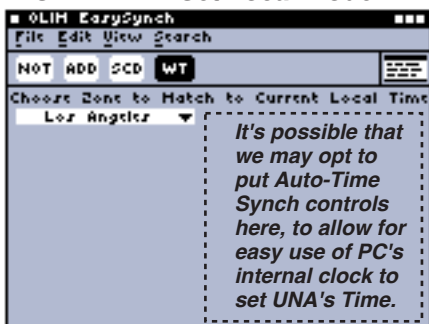 OLIM EasySynch
File Edit View Search
NOT ADD SCD WT
Choose Zone to Match to Current Local Time
Los Angeles
It's possible that
we may opt to
put Auto-Time
Synch controls
here, to allow for
easy use of PC's
internal clock to
set UNA's Time.